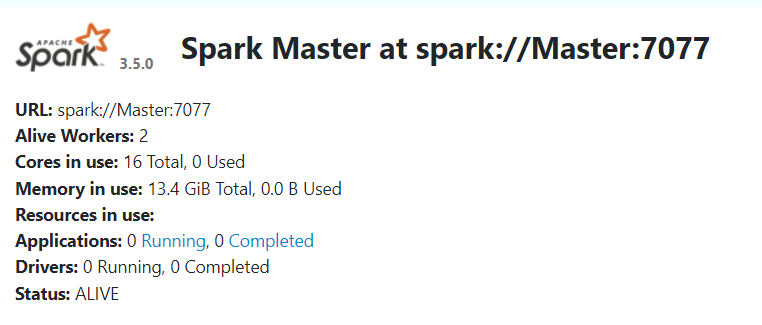 APACHE
Spark 3.5.0 Spark Master at spark://Master:7077
URL: spark://Master:7077
Alive Workers: 2
Cores in use: 16 Total, 0 Used
Memory in use: 13.4 GiB Total, 0.0 B Used
Resources in use:
Applications: 0 Running, 0 Completed
Drivers: 0 Running, 0 Completed
Status: ALIVE